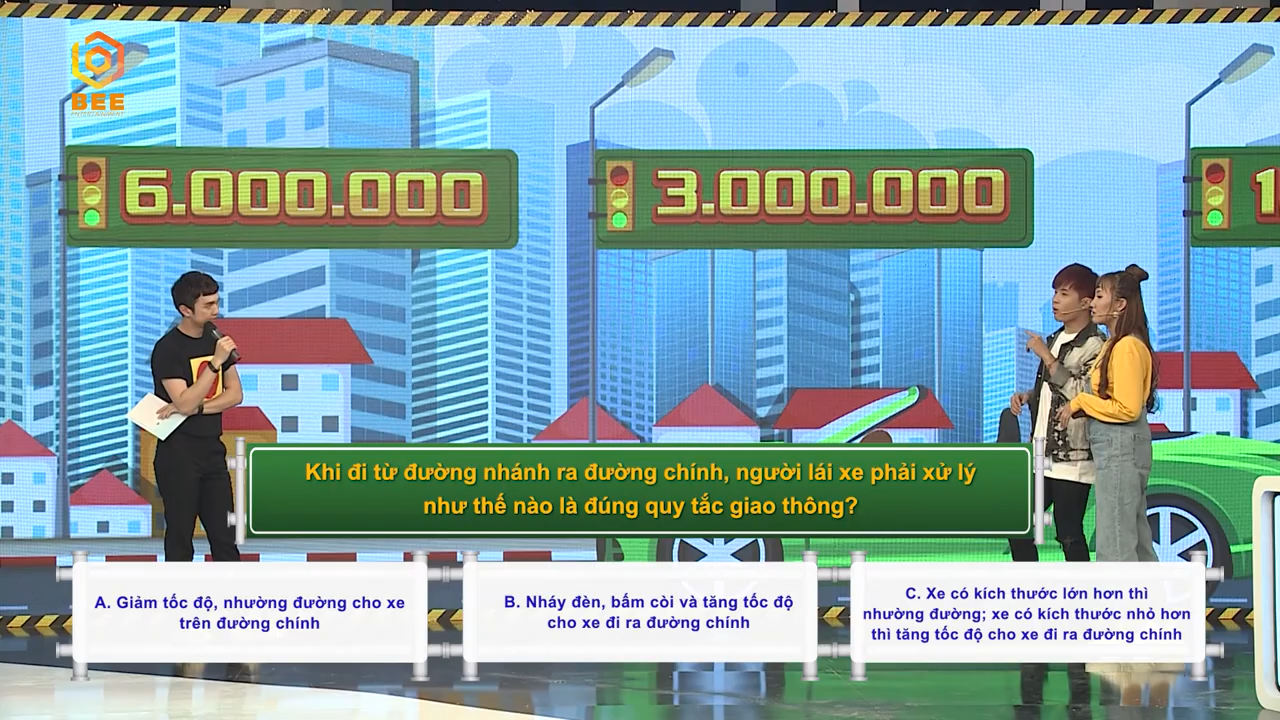 BEE
ENTERTAINMENT
6.000.000
3.000.000
1
Khi đi từ đường nhánh ra đường chính, người lái xe phải xử lý
như thế nào là đúng quy tắc giao thông?
A. Giảm tốc độ, nhường đường cho xe
trên đường chính
B. Nháy đèn, bấm còi và tăng tốc độ
cho xe đi ra đường chính
C. Xe có kích thước lớn hơn thì
nhường đường; xe có kích thước nhỏ hơn
thì tăng tốc độ cho xe đi ra đường chính